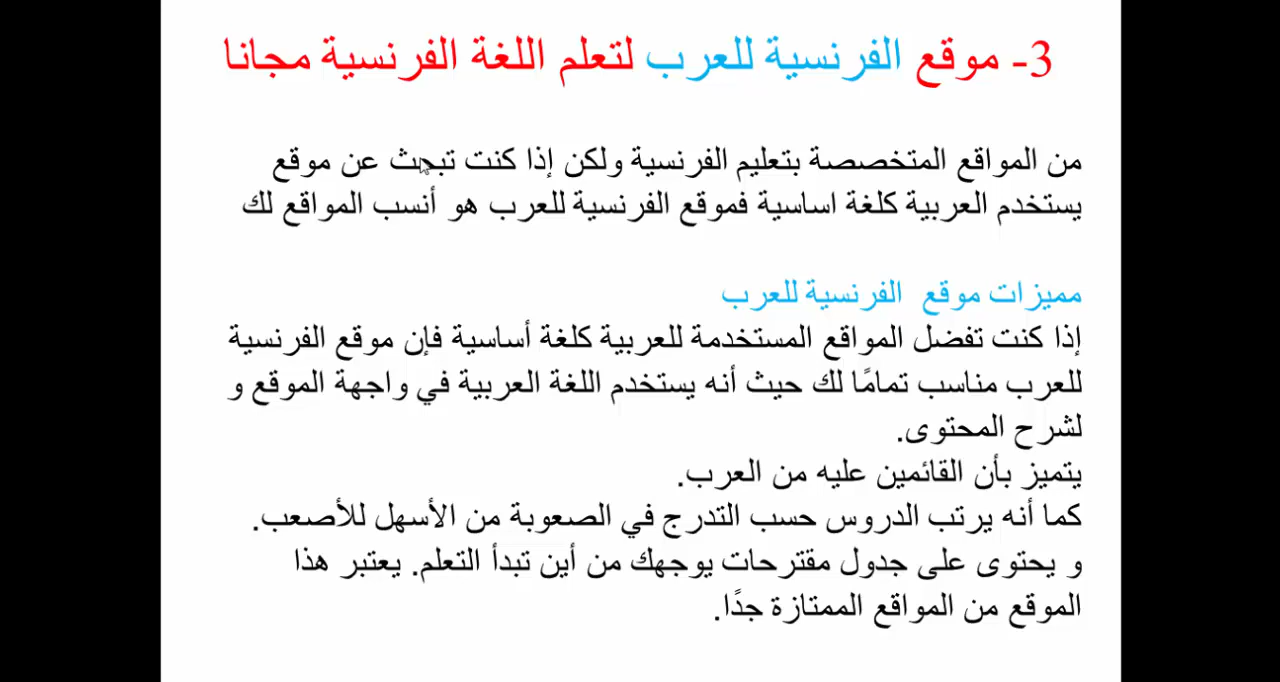 3- موقع الفرنسية للعرب لتعلم اللغة الفرنسية مجانا
من المواقع المتخصصة بتعليم الفرنسية ولكن إذا كنت تبحث عن موقع
يستخدم العربية كلغة اساسية فموقع الفرنسية للعرب هو أنسب المواقع لك
مميزات موقع الفرنسية للعرب
إذا كنت تفضل المواقع المستخدمة للعربية كلغة أساسية فإن موقع الفرنسية
للعرب مناسب تمامًا لك حيث أنه يستخدم اللغة العربية في واجهة الموقع و
لشرح المحتوى.
يتميز بأن القائمين عليه من العرب.
كما أنه يرتب الدروس حسب التدرج في الصعوبة من الأسهل للأصعب.
و يحتوى على جدول مقترحات يوجهك من أين تبدأ التعلم. يعتبر هذا
الموقع من المواقع الممتازة جدًا.